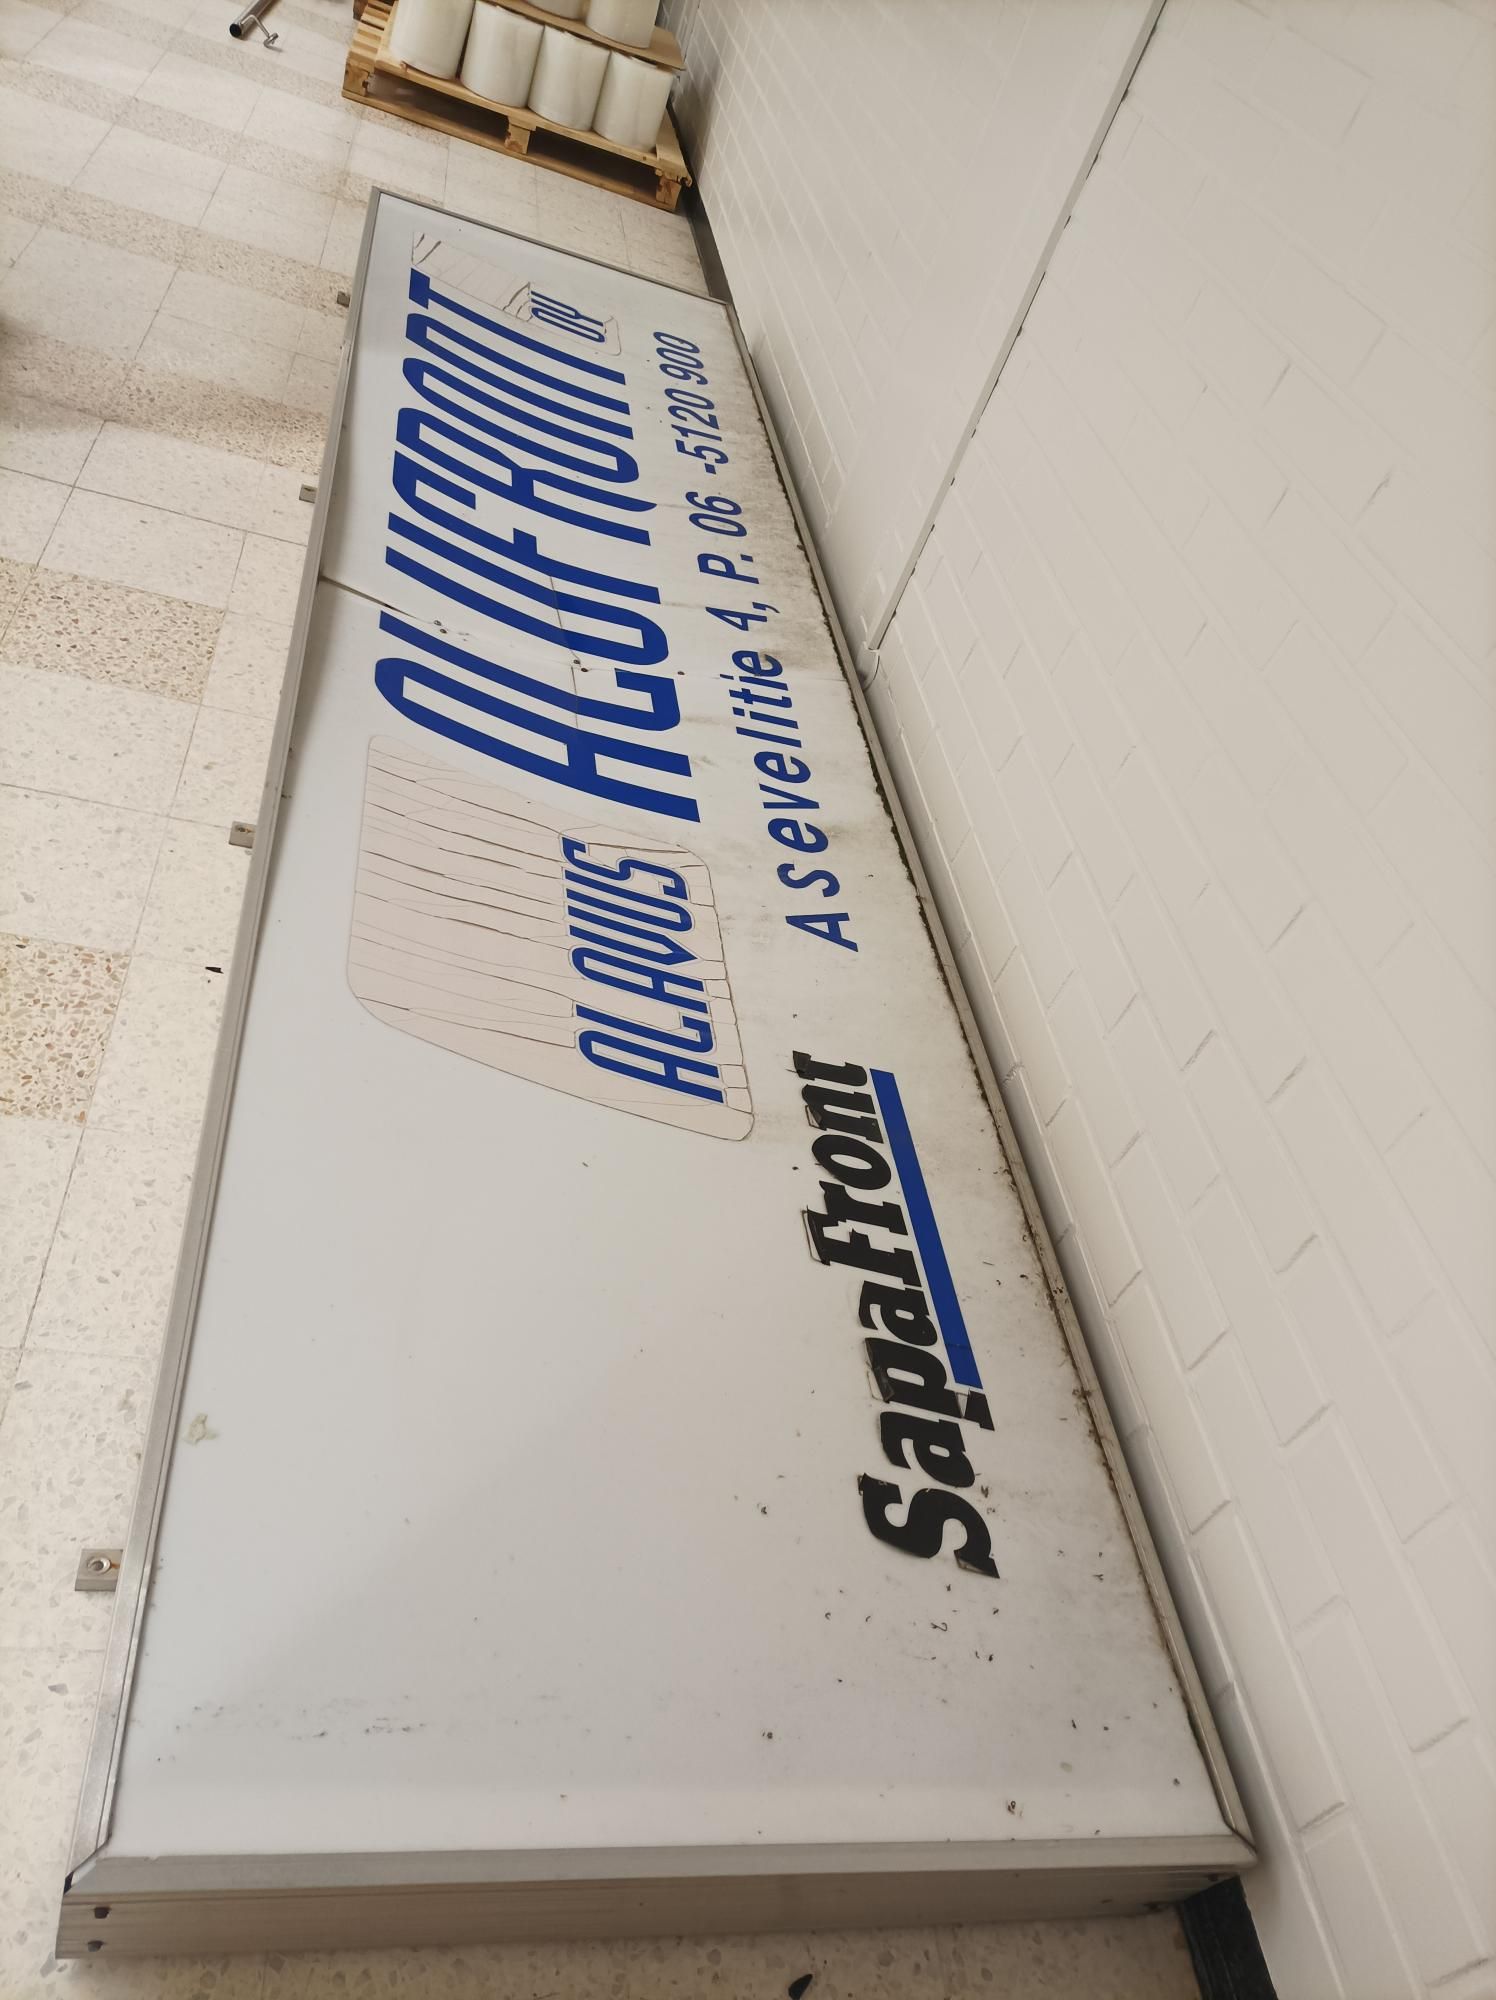 ALAVUS ALUFRONT OY
Asevelitie 4, P. 06 -5120 900
SapaFront